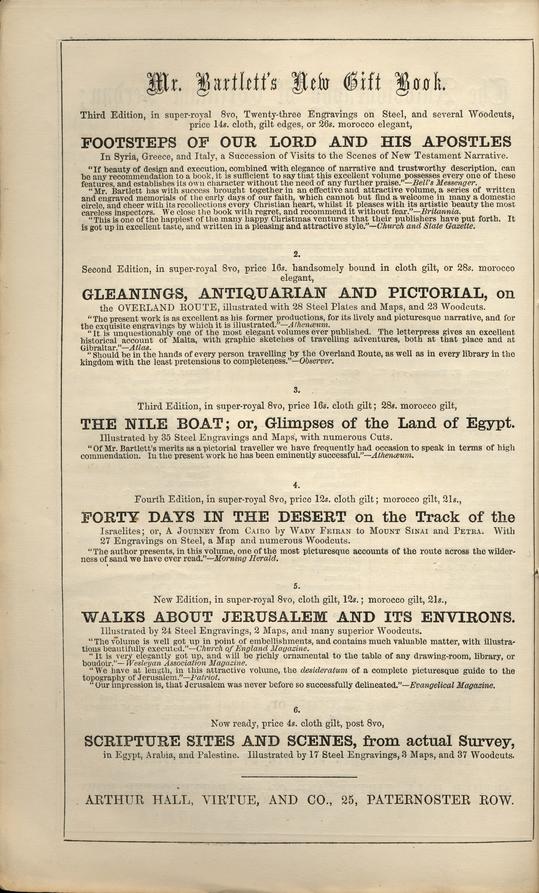 Mr. Bartlett's New Gift Book.
Third Edition, in super-royal 8vo, Twenty-three Engravings on Steel, and several Woodcuts,
price 14s. cloth, gilt edges, or 26s. morocco elegant,
FOOTSTEPS OF OUR LORD AND HIS APOSTLES
In Syria, Greece, and Italy, a Succession of Visits to the Scenes of New Testament Narrative.
"If beauty of design and execution, combined with elegance of narrative and trustworthy description, can
be any recommendation to a book, it is sufficient to say that this excellent volume possesses every one of these
features, and establishes its own character without the need of any further praise."—Bell's Messenger.
"Mr. Bartlett has with success brought together in an effective and attractive volume, a series of written
and engraved memorials of the early days of our faith, which cannot but find a welcome in many a domestic
circle, and cheer with its recollections every Christian heart, whilst it pleases with its artistic beauty the most
careless inspectors. We close the book with regret, and recommend it without fear."—Britannia.
"This is one of the happiest of the many happy Christmas ventures that their publishers have put forth. It
is got up in excellent taste, and written in a pleasing and attractive style."—Church and State Gazette.
2.
Second Edition, in super-royal 8vo, price 16s. handsomely bound in cloth gilt, or 28s. morocco
elegant,
GLEANINGS, ANTIQUARIAN AND PICTORIAL, on
the OVERLAND ROUTE, illustrated with 28 Steel Plates and Maps, and 23 Woodcuts.
"The present work is as excellent as his former productions, for its lively and picturesque narrative, and for
the exquisite engravings by which it is illustrated."—Athenæum.
"It is unquestionably one of the most elegant volumes ever published. The letterpress gives an excellent
historical account of Malta, with graphic sketches of travelling adventures, both at that place and at
Gibraltar."—Atlas.
"Should be in the hands of every person travelling by the Overland Route, as well as in every library in the
kingdom with the least pretensions to completeness."—Observer.
3.
Third Edition, in super-royal 8vo, price 16s. cloth gilt; 28s. morocco gilt,
THE NILE BOAT; or, Glimpses of the Land of Egypt.
Illustrated by 35 Steel Engravings and Maps, with numerous Cuts.
"Of Mr. Bartlett's merits as a pictorial traveller we have frequently had occasion to speak in terms of high
commendation. In the present work he has been eminently successful."—Athenæum.
4.
Fourth Edition, in super-royal 8vo, price 12s. cloth gilt; morocco gilt, 21s.,
FORTY DAYS IN THE DESERT on the Track of the
Israelites; or, A Journey from Cairo by Wady Feiran to Mount Sinai and Petra. With
27 Engravings on Steel, a Map and numerous Woodcuts.
"The author presents, in this volume, one of the most picturesque accounts of the route across the wilder-
ness of sand we have ever read."—Morning Herald.
5.
New Edition, in super-royal 8vo, cloth gilt, 12s.; morocco gilt, 21s.,
WALKS ABOUT JERUSALEM AND ITS ENVIRONS.
Illustrated by 24 Steel Engravings, 2 Maps, and many superior Woodcuts.
"The volume is well got up in point of embellishments, and contains much valuable matter, with illustra-
tions beautifully executed."—Church of England Magazine.
"It is very elegantly got up, and will be richly ornamental to the table of any drawing-room, library, or
boudoir."—Wesleyan Association Magazine.
"We have at length, in this attractive volume, the desideratum of a complete picturesque guide to the
topography of Jerusalem."—Patriot.
"Our impression is, that Jerusalem was never before so successfully delineated."—Evangelical Magazine.
6.
Now ready, price 4s. cloth gilt, post 8vo,
SCRIPTURE SITES AND SCENES, from actual Survey,
in Egypt, Arabia, and Palestine. Illustrated by 17 Steel Engravings, 3 Maps, and 37 Woodcuts.
ARTHUR HALL, VIRTUE, AND CO., 25, PATERNOSTER ROW.